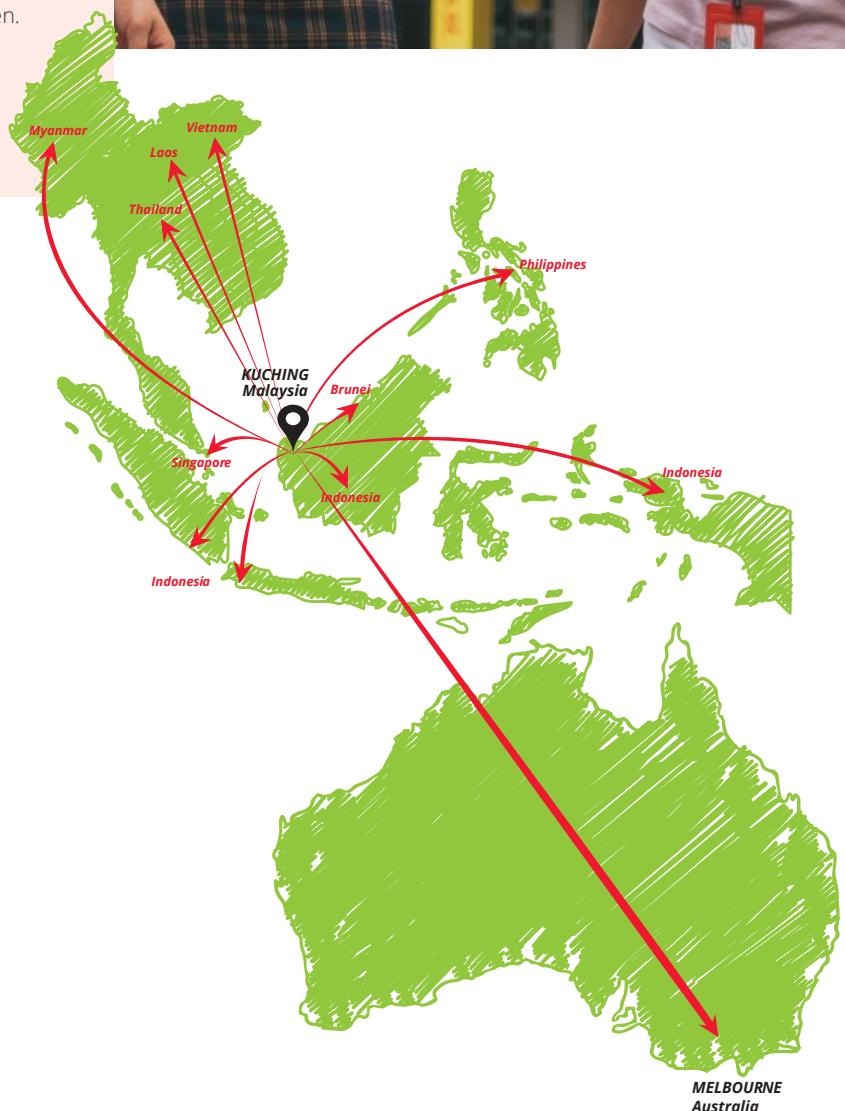 en.
Myanmar
Vietnam
Laos
Thailand
Philippines
KUCHING
Malaysia
Brunei
Singapore
Indonesia
Indonesia
Indonesia
MELBOURNE
Australia